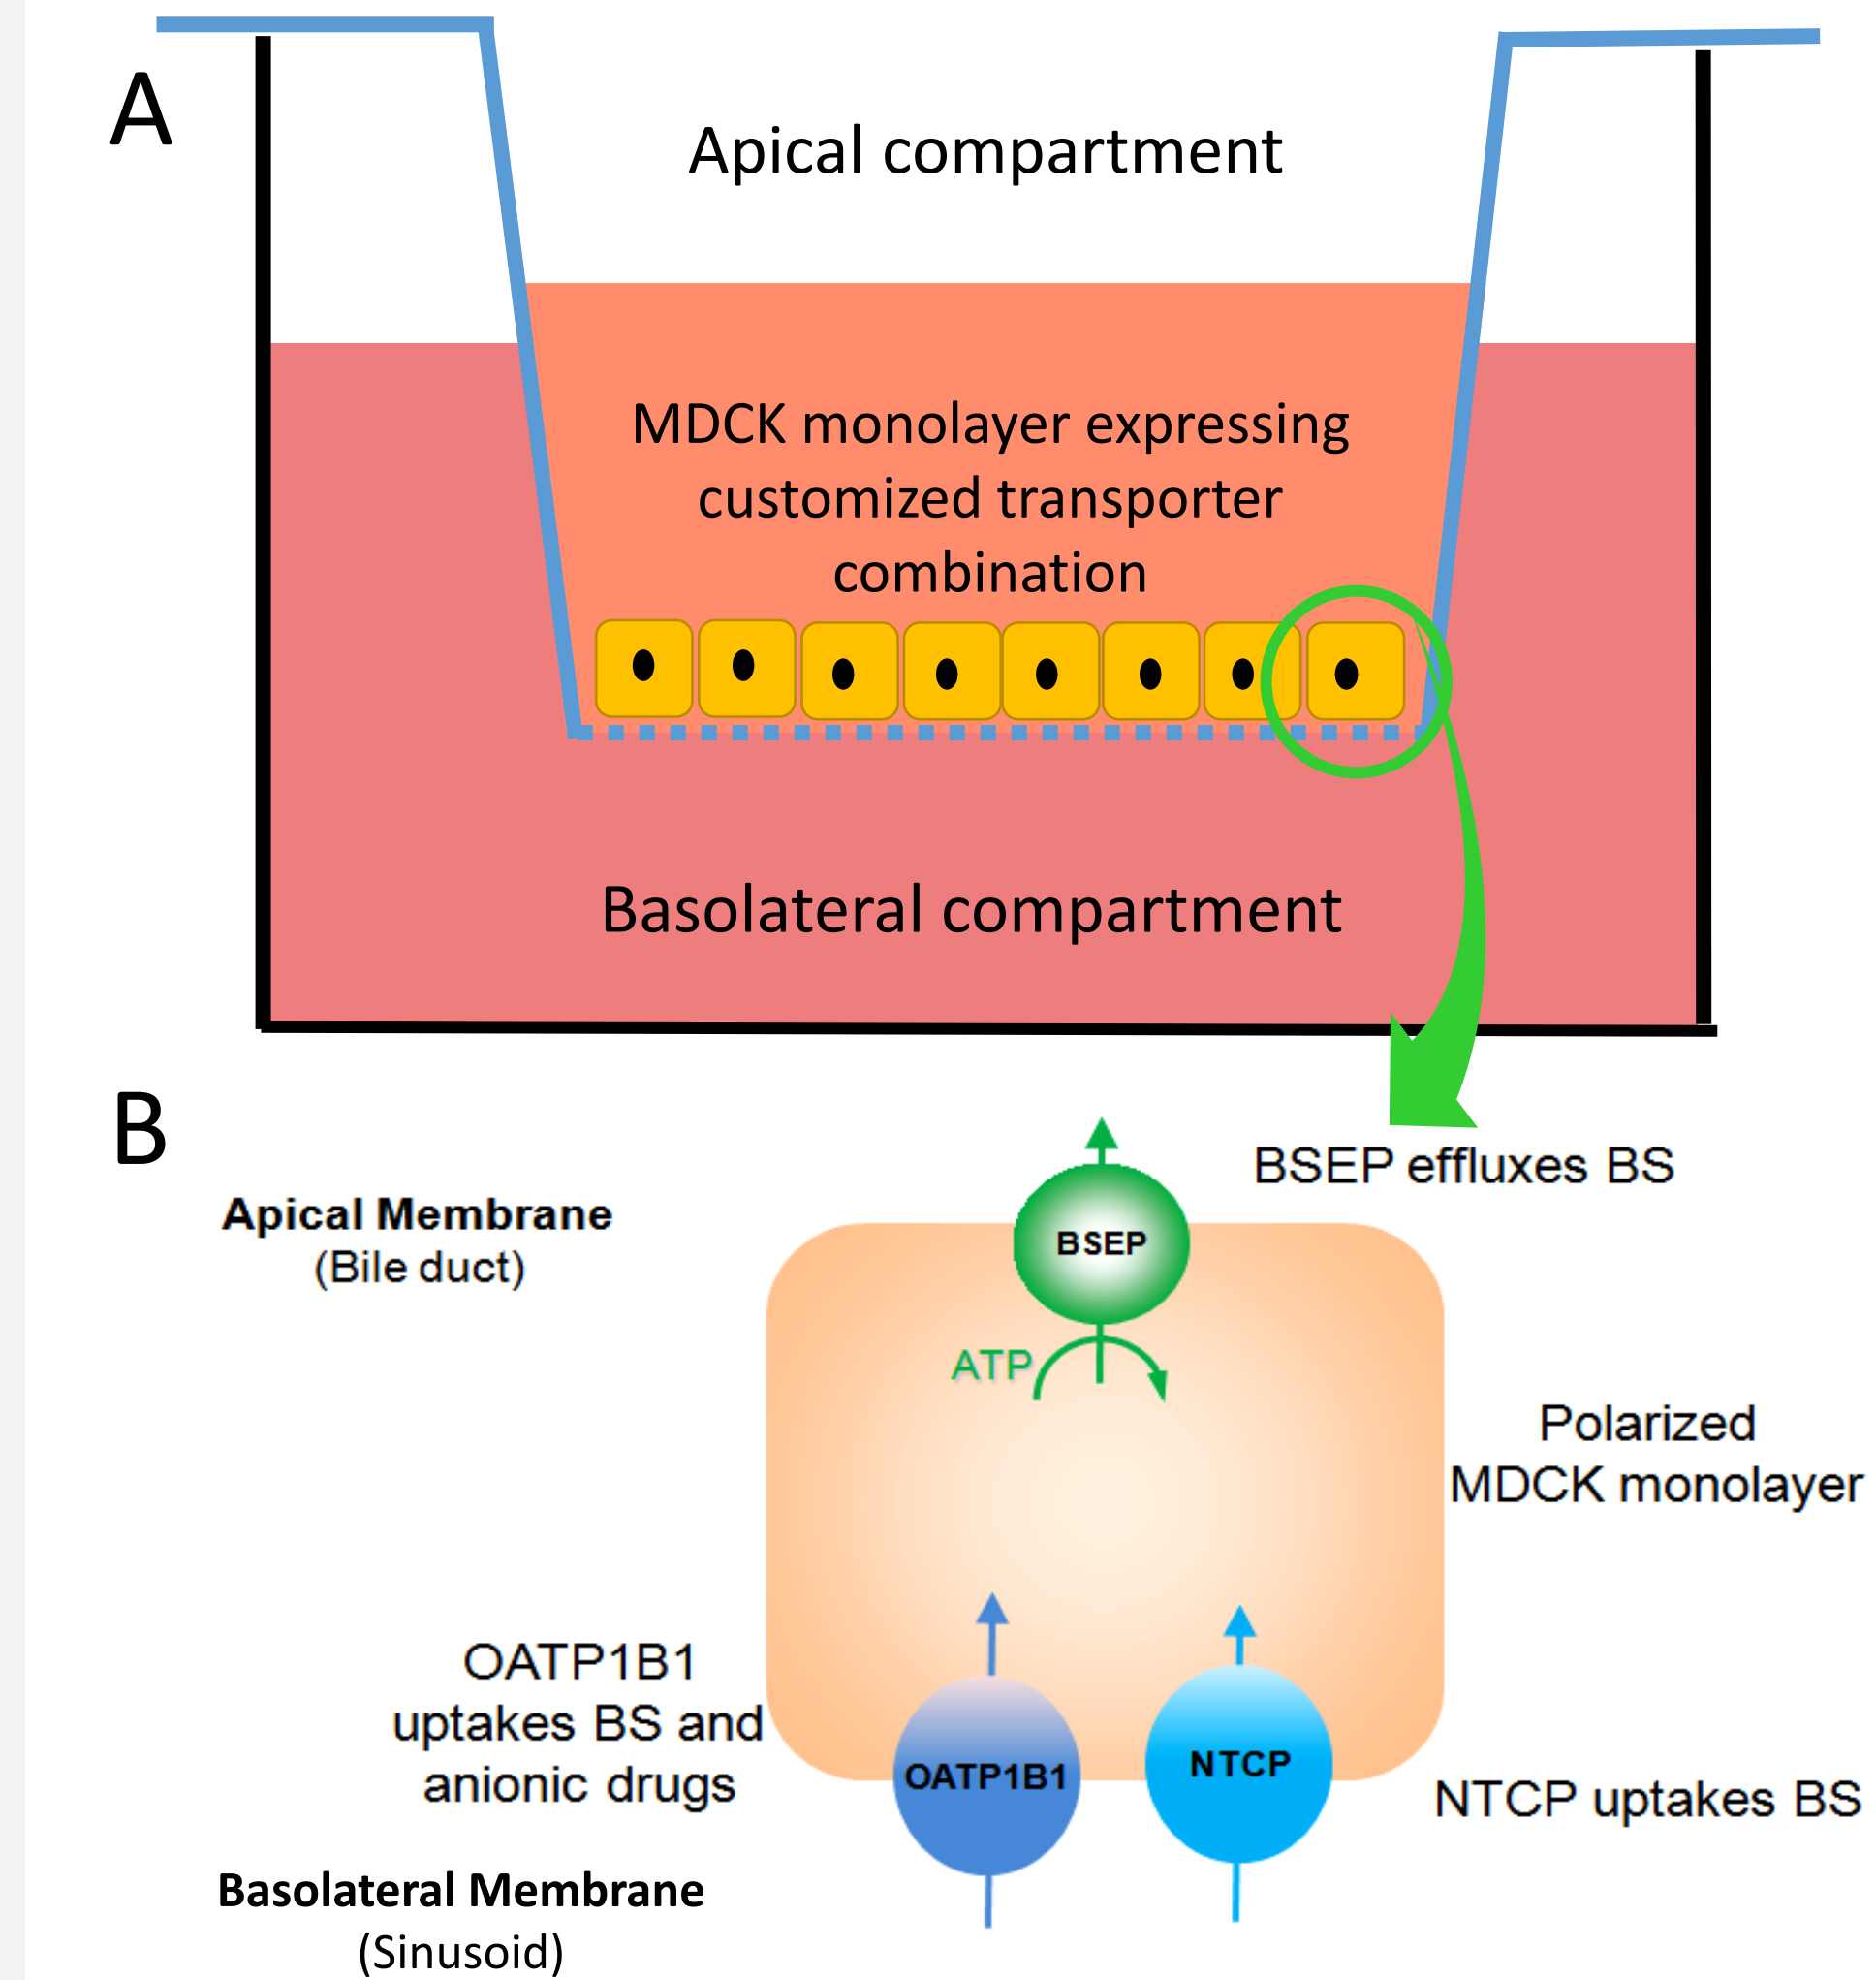 A
Apical compartment
MDCK monolayer expressing
customized transporter
combination
Basolateral compartment
B
BSEP effluxes BS
Apical Membrane
(Bile duct)
BSEP
ATP
Polarized
MDCK monolayer
OATP1B1
uptakes BS and
anionic drugs
OATP1B1
NTCP
NTCP uptakes BS
Basolateral Membrane
(Sinusoid)